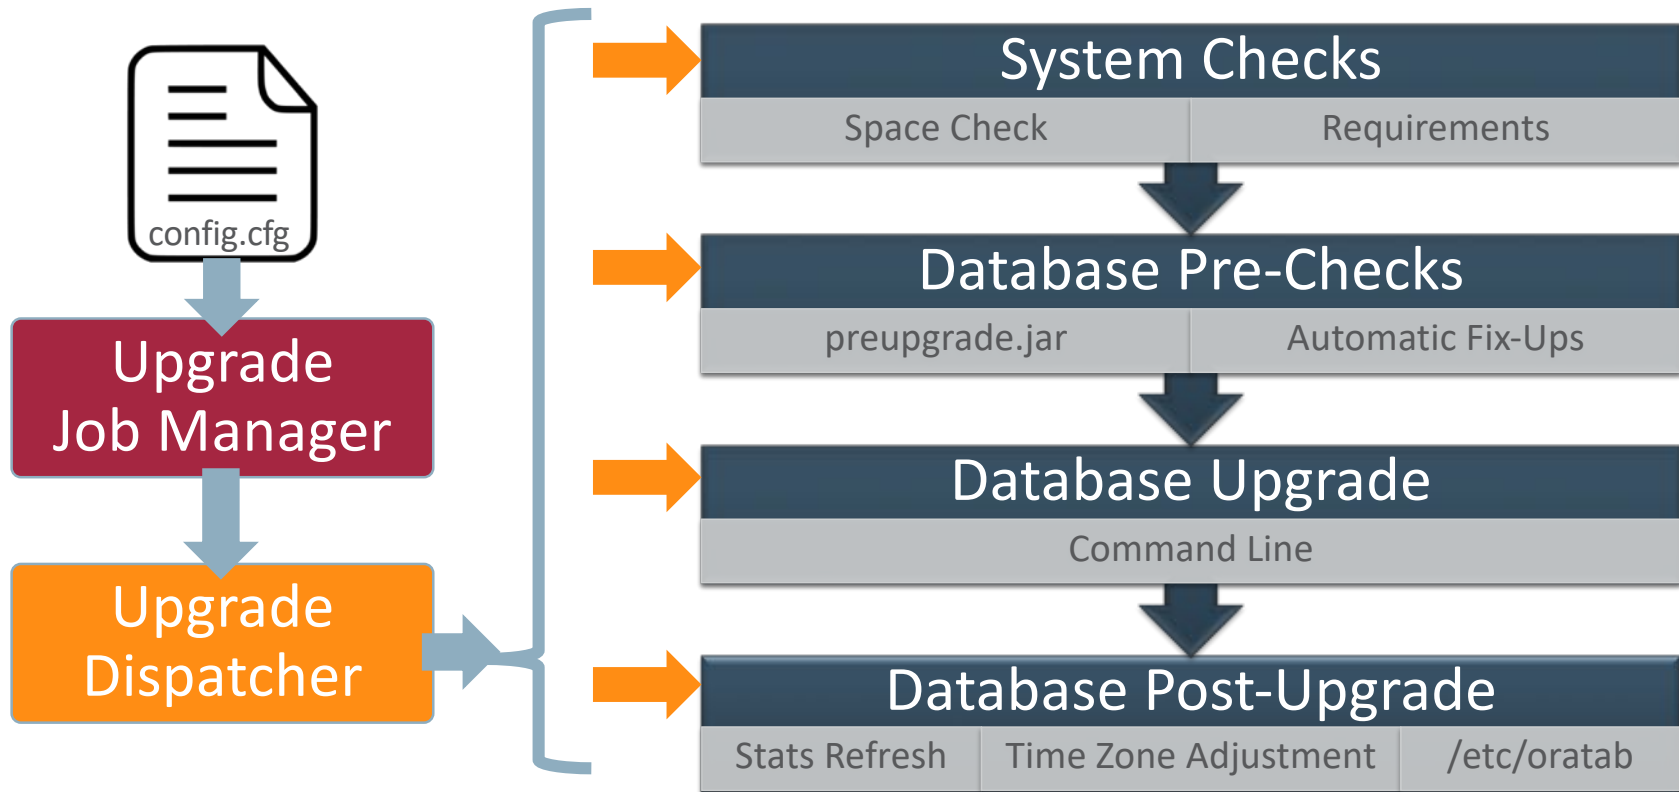 config.cfg
Upgrade
Job Manager
Upgrade
Dispatcher
System Checks
Space Check
Requirements
Database Pre-Checks
preupgrade.jar
Automatic Fix-Ups
Database Upgrade
Command Line
Database Post-Upgrade
Stats Refresh
Time Zone Adjustment
/etc/oratab